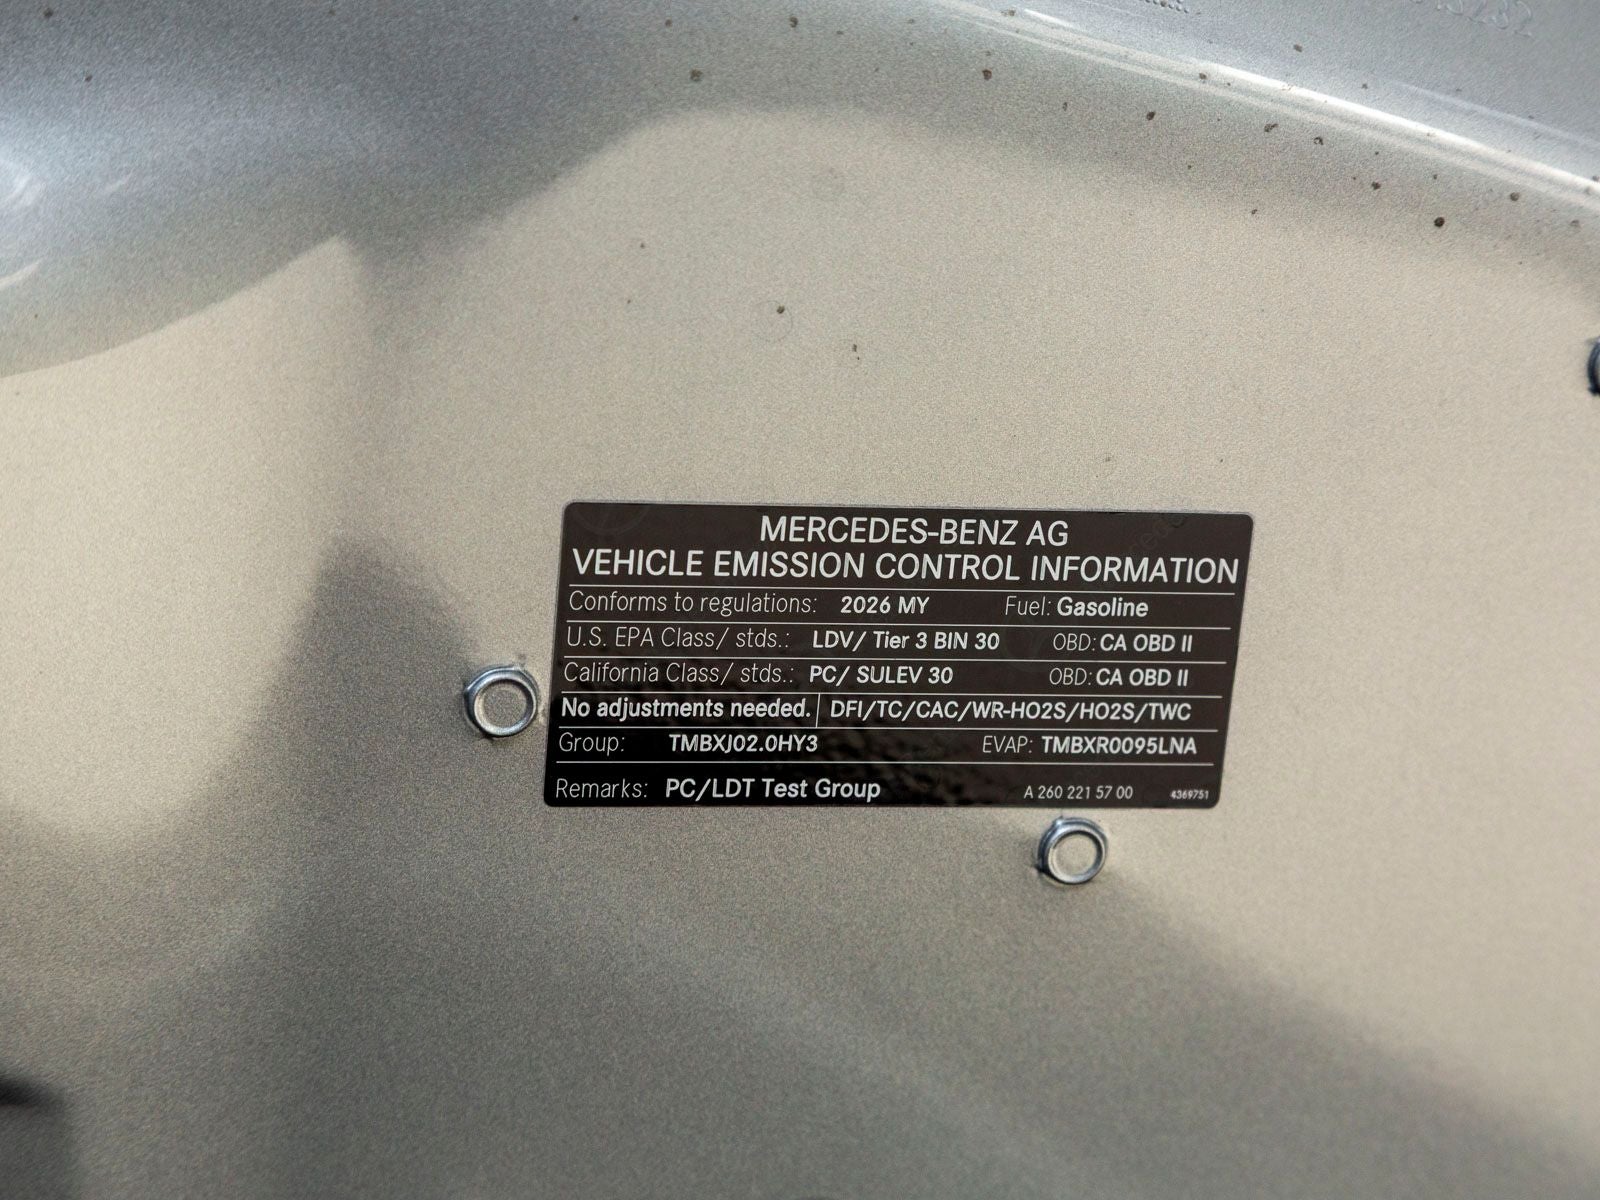 MERCEDES-BENZ AG
VEHICLE EMISSION CONTROL INFORMATION
Conforms to regulations: 2026 MY Fuel: Gasoline
U.S. EPA Class/ stds.: LDV/ Tier 3 BIN 30 OBD: CA OBD II
California Class/ stds.: PC/ SULEV 30 OBD: CA OBD II
No adjustments needed. DFI/TC/CAC/WR-HO2S/HO2S/TWC
Group: TMBXJ02.0HY3 EVAP: TMBXR0095LNA
Remarks: PC/LDT Test Group A 260 221 57 00 4369751